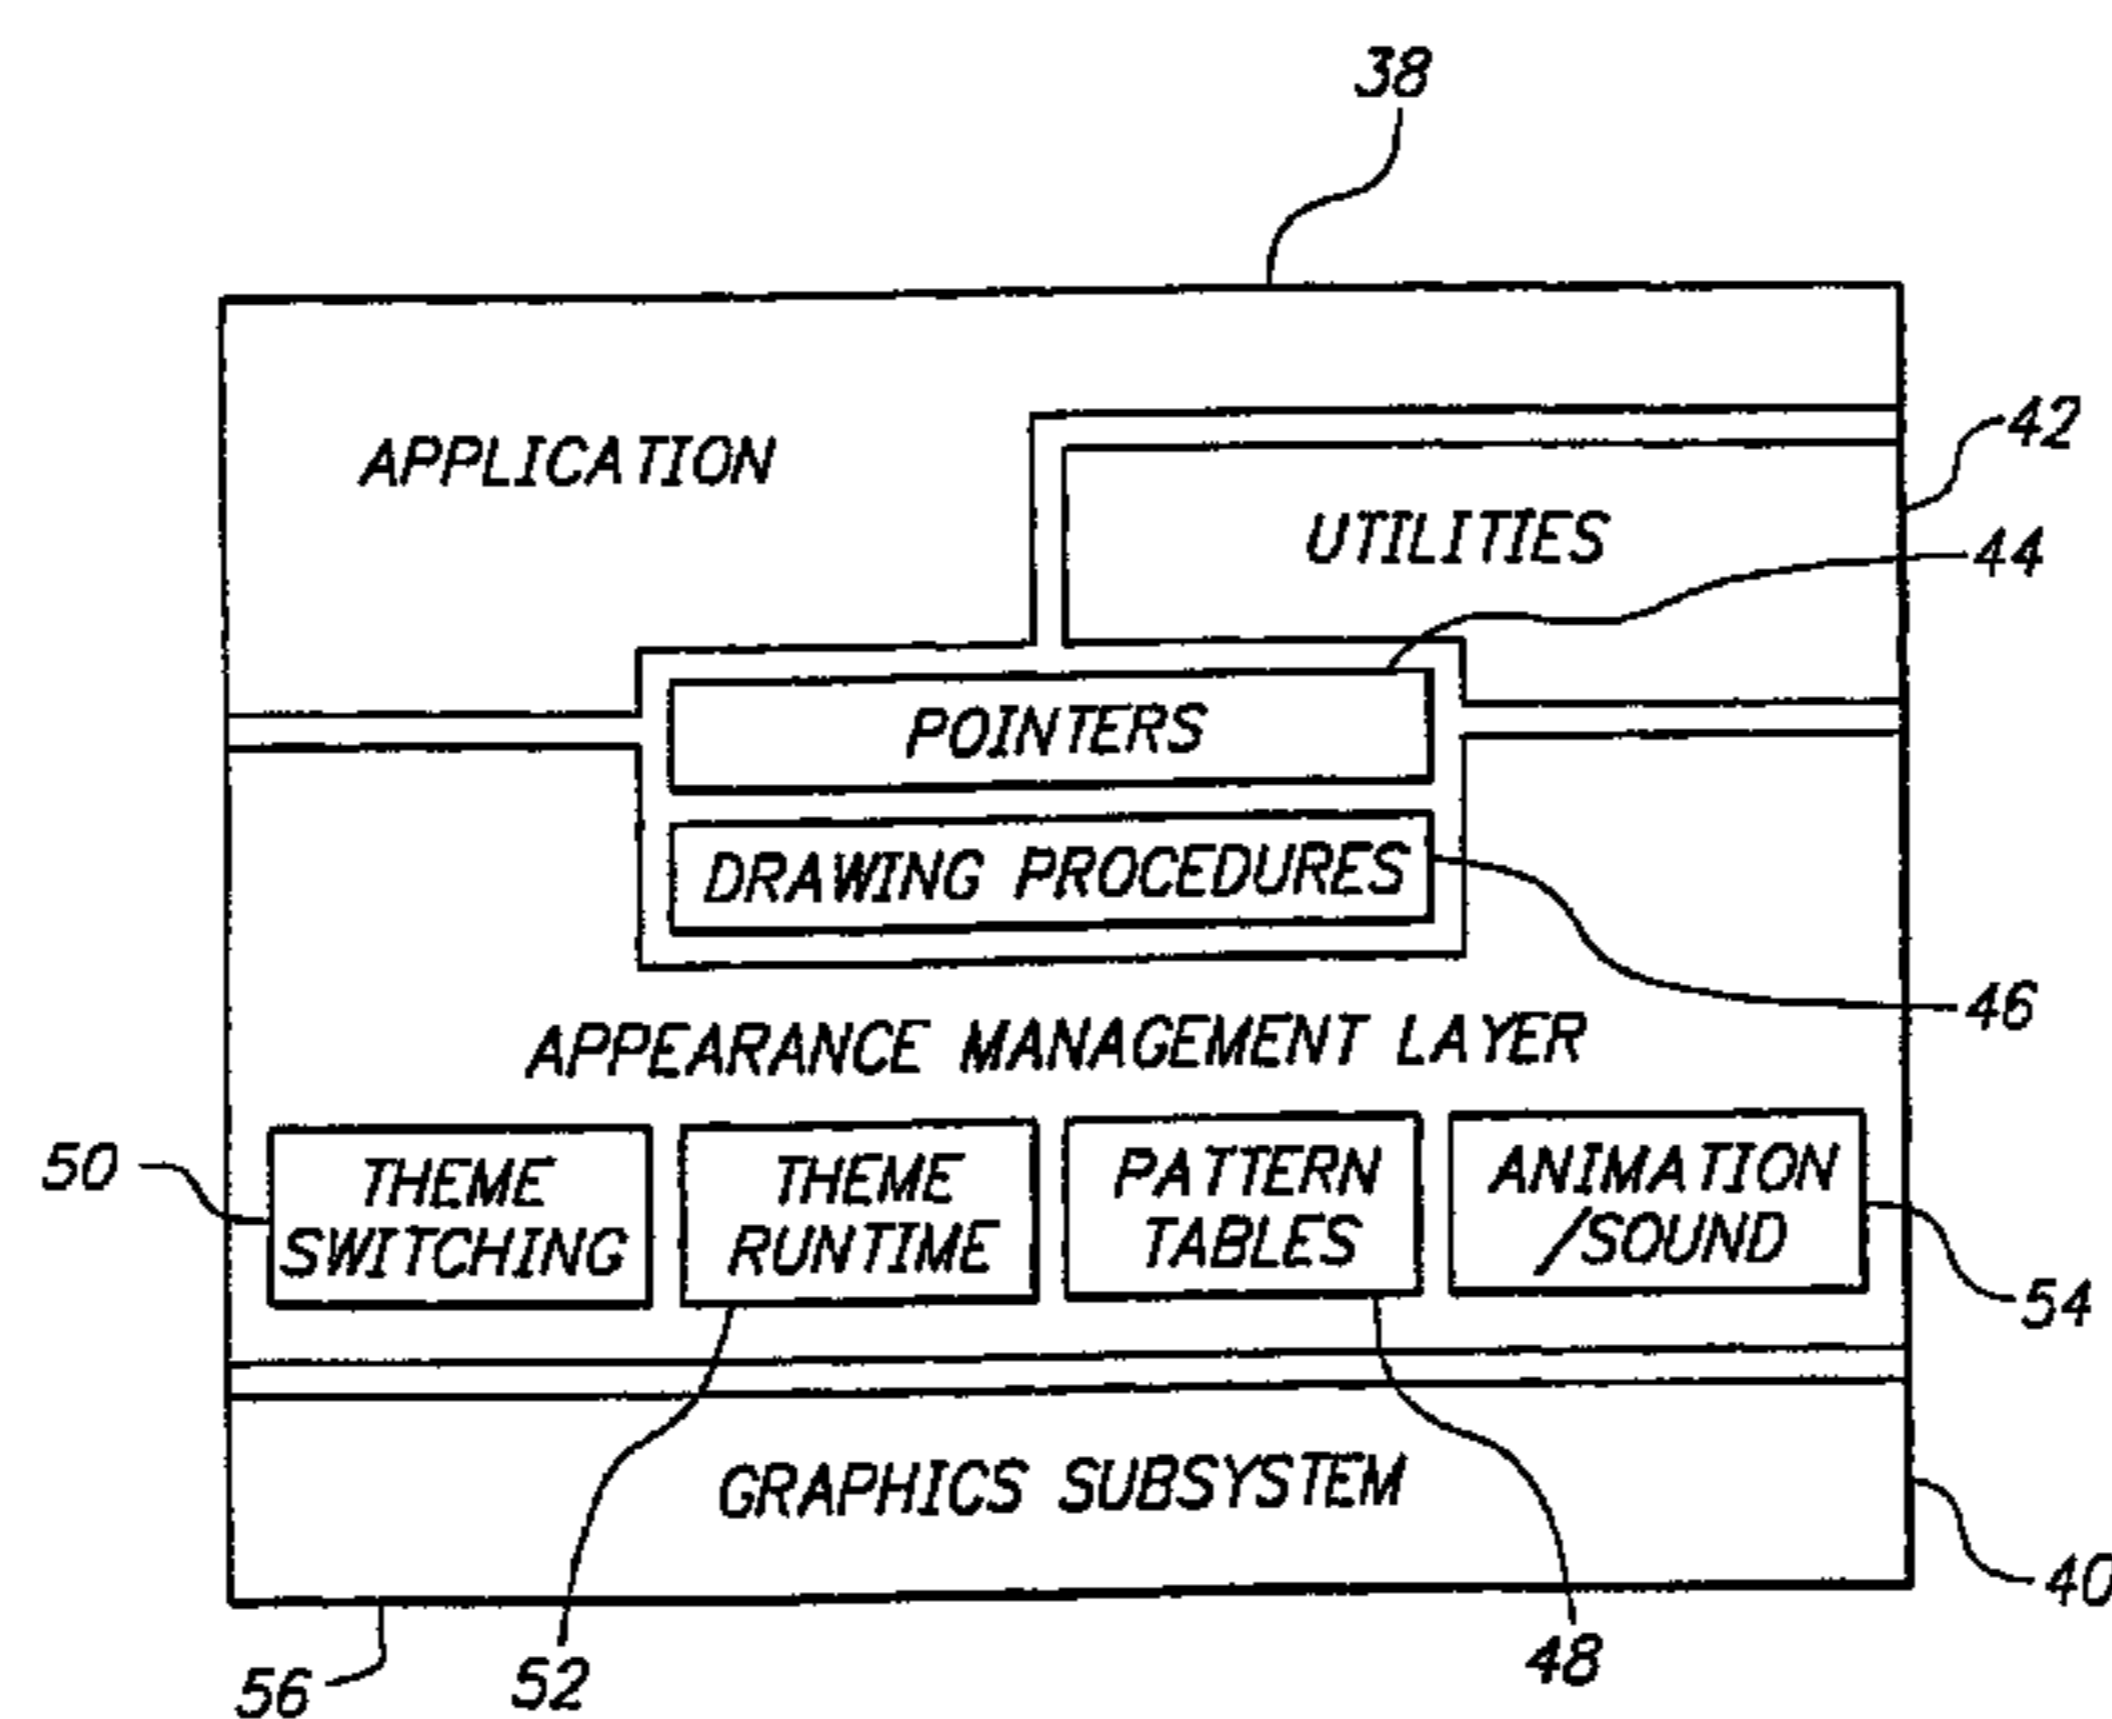 38
APPLICATION
42
UTILITIES
44
POINTERS
DRAWING PROCEDURES
46
APPEARANCE MANAGEMENT LAYER
50
THEME
SWITCHING
THEME
RUNTIME
PATTERN
TABLES
ANIMATION
/SOUND
54
GRAPHICS SUBSYSTEM
40
56
52
48